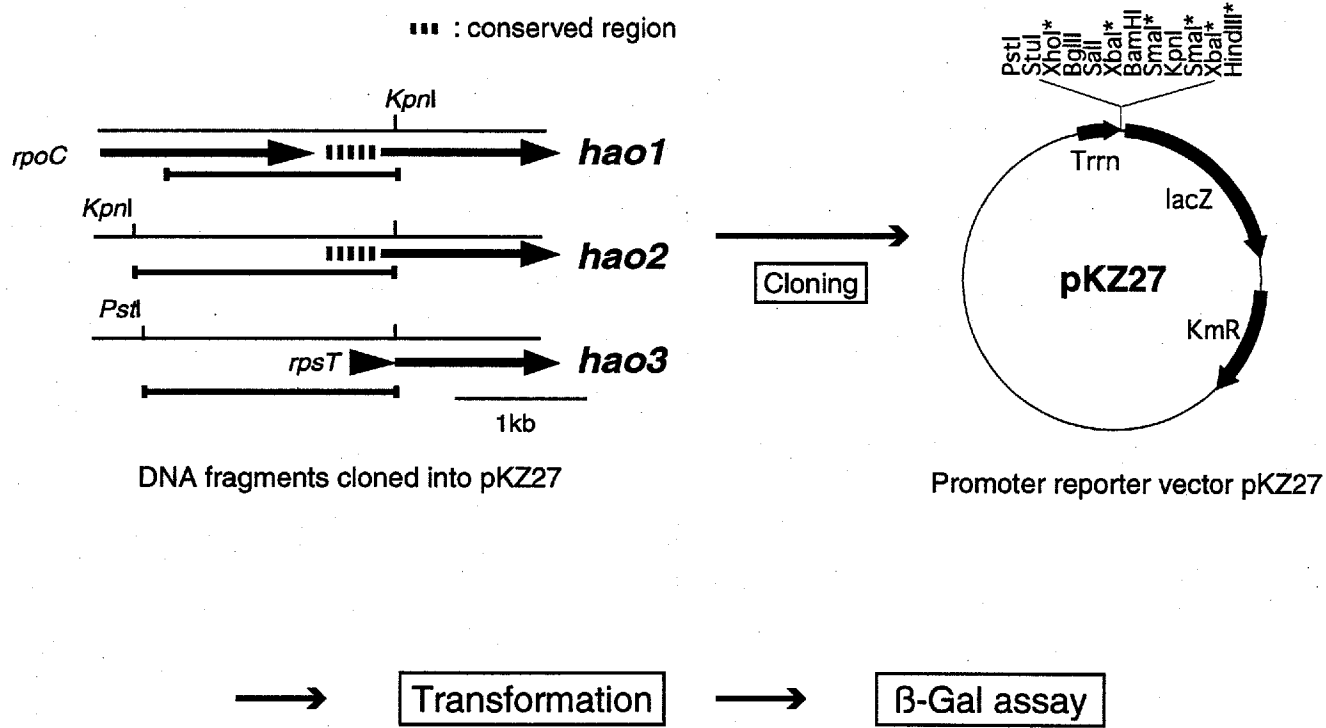 : conserved region
KpnI
rpoC
hao1
KpnI
hao2
PstI
rpsT
hao3
1kb
DNA fragments cloned into pKZ27
Cloning
PstI
StuI
XhoI*
BglII
SalI
XbaI*
BamHI
SmaI*
KpnI
SmaI*
XbaI*
HindIII*
Trrn
lacZ
pKZ27
KmR
Promoter reporter vector pKZ27
Transformation
ß-Gal assay